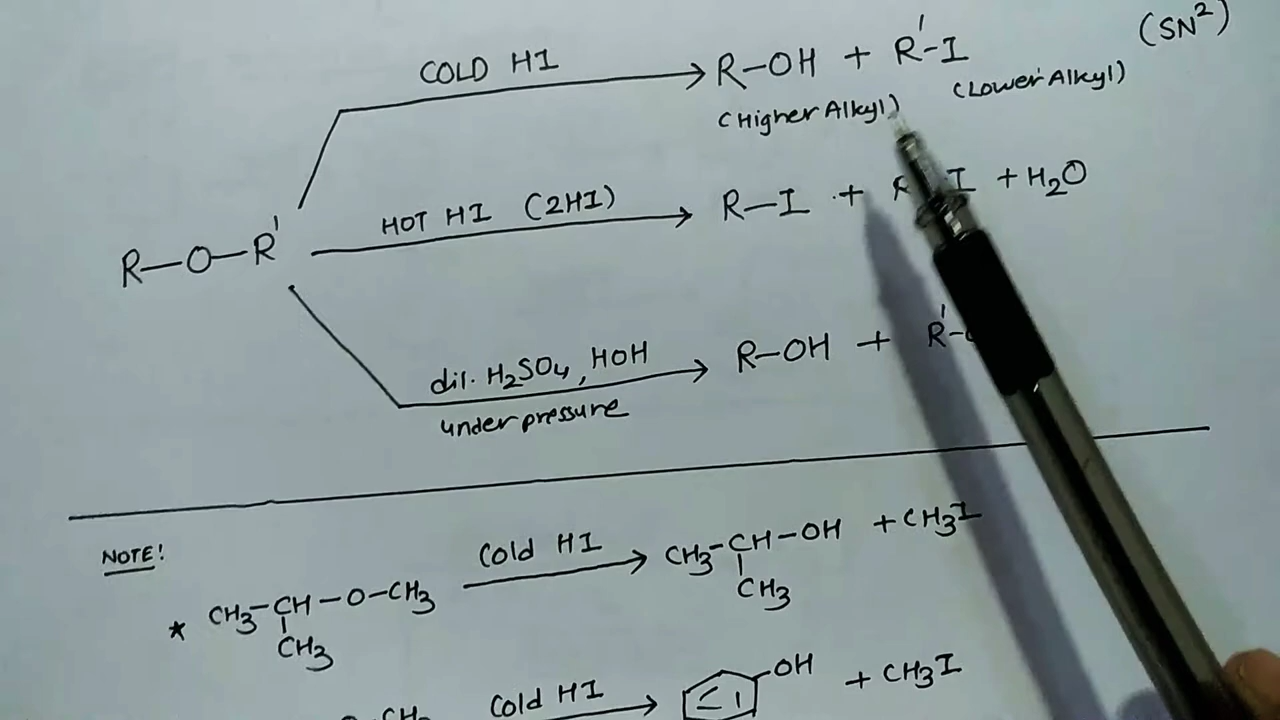 COLD HI → R-OH + R'-I (SN²)
(Higher Alkyl) (Lower Alkyl)
R-O-R' HOT HI (2HI) → R-I + I + H₂O
dil. H₂SO₄, HOH → R-OH + R'-
under pressure
NOTE!
* CH₃-CH-O-CH₃ Cold HI → CH₃-CH-OH + CH₃I
CH₃ CH₃
Cold HI → -OH + CH₃I